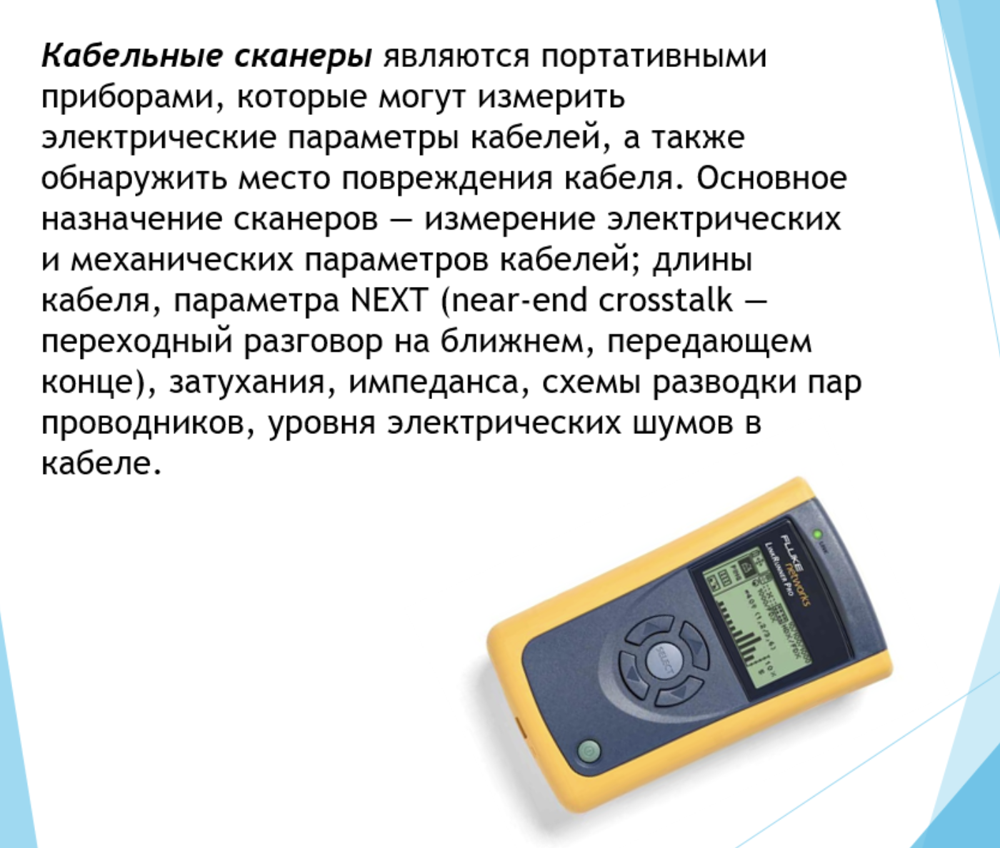 Кабельные сканеры являются портативными
приборами, которые могут измерить
электрические параметры кабелей, а также
обнаружить место повреждения кабеля. Основное
назначение сканеров — измерение электрических
и механических параметров кабелей; длины
кабеля, параметра NEXT (near-end crosstalk —
переходный разговор на ближнем, передающем
конце), затухания, импеданса, схемы разводки пар
проводников, уровня электрических шумов в
кабеле.
FLUKE
networks
LINKRUNNER PRO
LINK
PING
SELECT